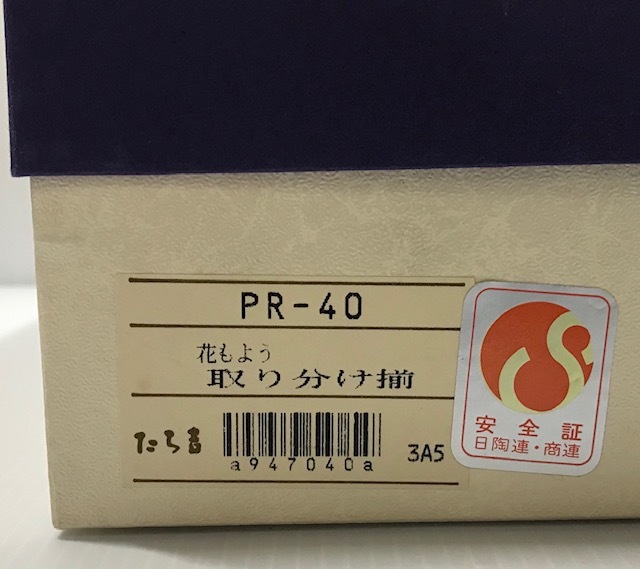 PR-40
花もよう
取り分け揃
たち吉
a947040a
3A5
安全証
日陶連・商連